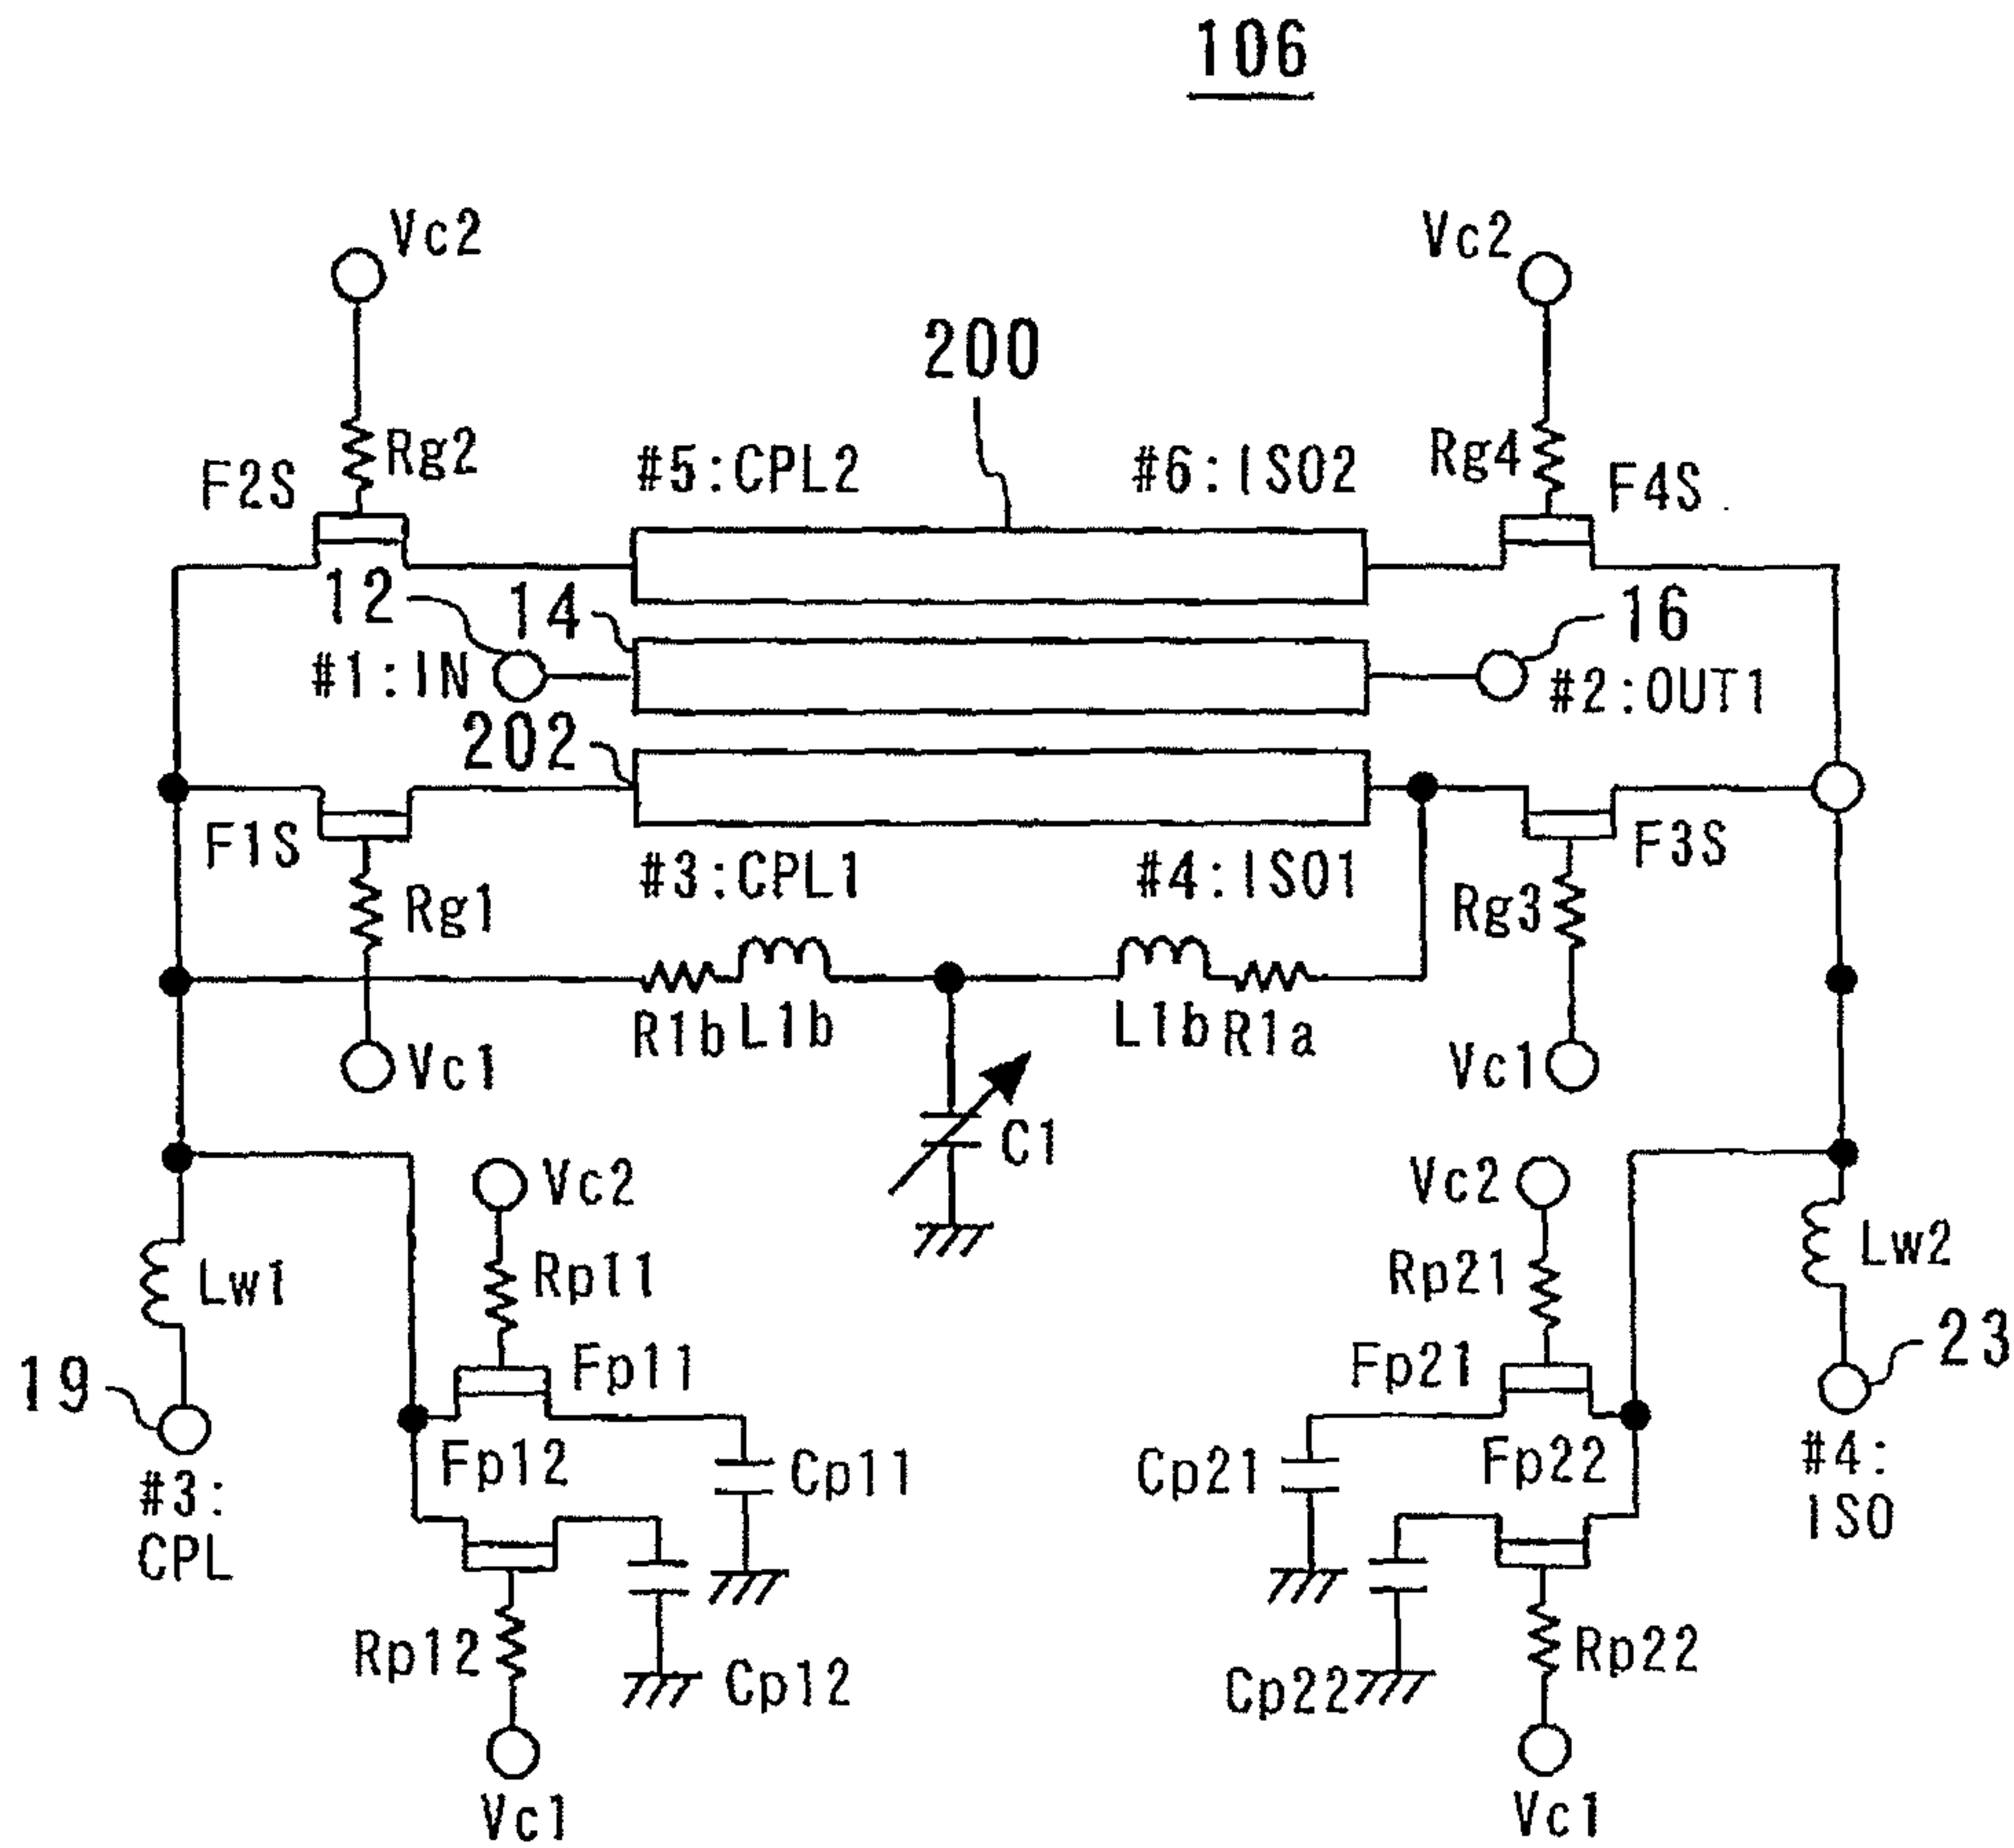 106
Vc2
Vc2
200
Rg2
#5:CPL2
#6:ISO2
Rg4
F2S
F4S
12
14
16
#1:IN
#2:OUT1
202
F1S
#3:CPL1
#4:ISO1
F3S
Rg1
Rg3
R1b
L1b
L1b
R1a
Vc1
Vc1
C1
Vc2
Vc2
Lw1
Rp11
Rp21
Lw2
19
Fp11
Fp21
23
Fp12
Cp11
Cp21
Fp22
#3:
CPL
#4:
ISO
Rp12
Cp12
Cp22
Rp22
Vc1
Vc1